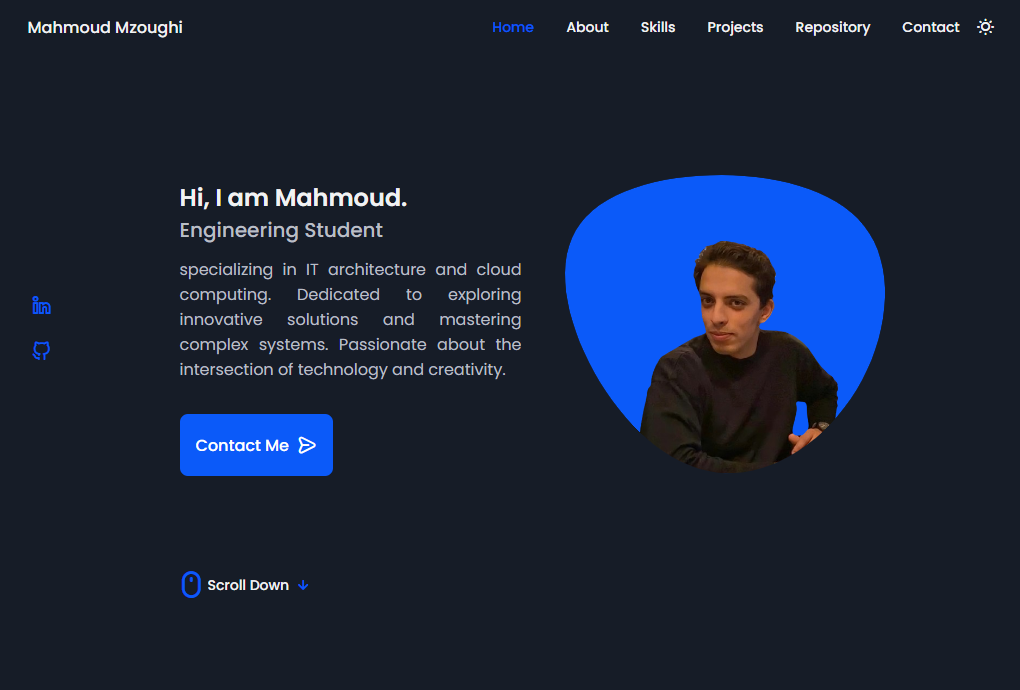 Mahmoud Mzoughi
Home About Skills Projects Repository Contact
Hi, I am Mahmoud.
Engineering Student
specializing in IT architecture and cloud
computing. Dedicated to exploring
innovative solutions and mastering
complex systems. Passionate about the
intersection of technology and creativity.
in
Contact Me
Scroll Down